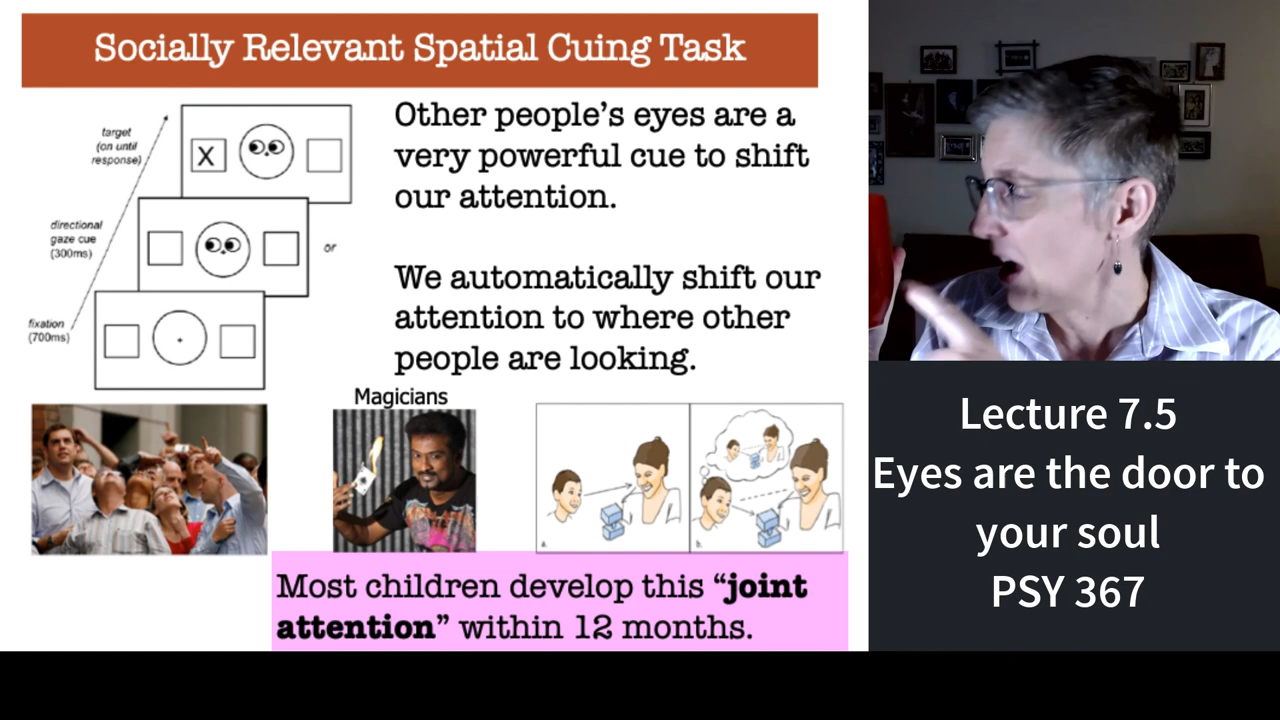 Socially Relevant Spatial Cuing Task
target
(on until
response)
X
directional
gaze cue
(300ms)
or
fixation
(700ms)
Other people’s eyes are a
very powerful cue to shift
our attention.
We automatically shift our
attention to where other
people are looking.
Magicians
a.
b.
Most children develop this “joint
attention” within 12 months.
Lecture 7.5
Eyes are the door to
your soul
PSY 367